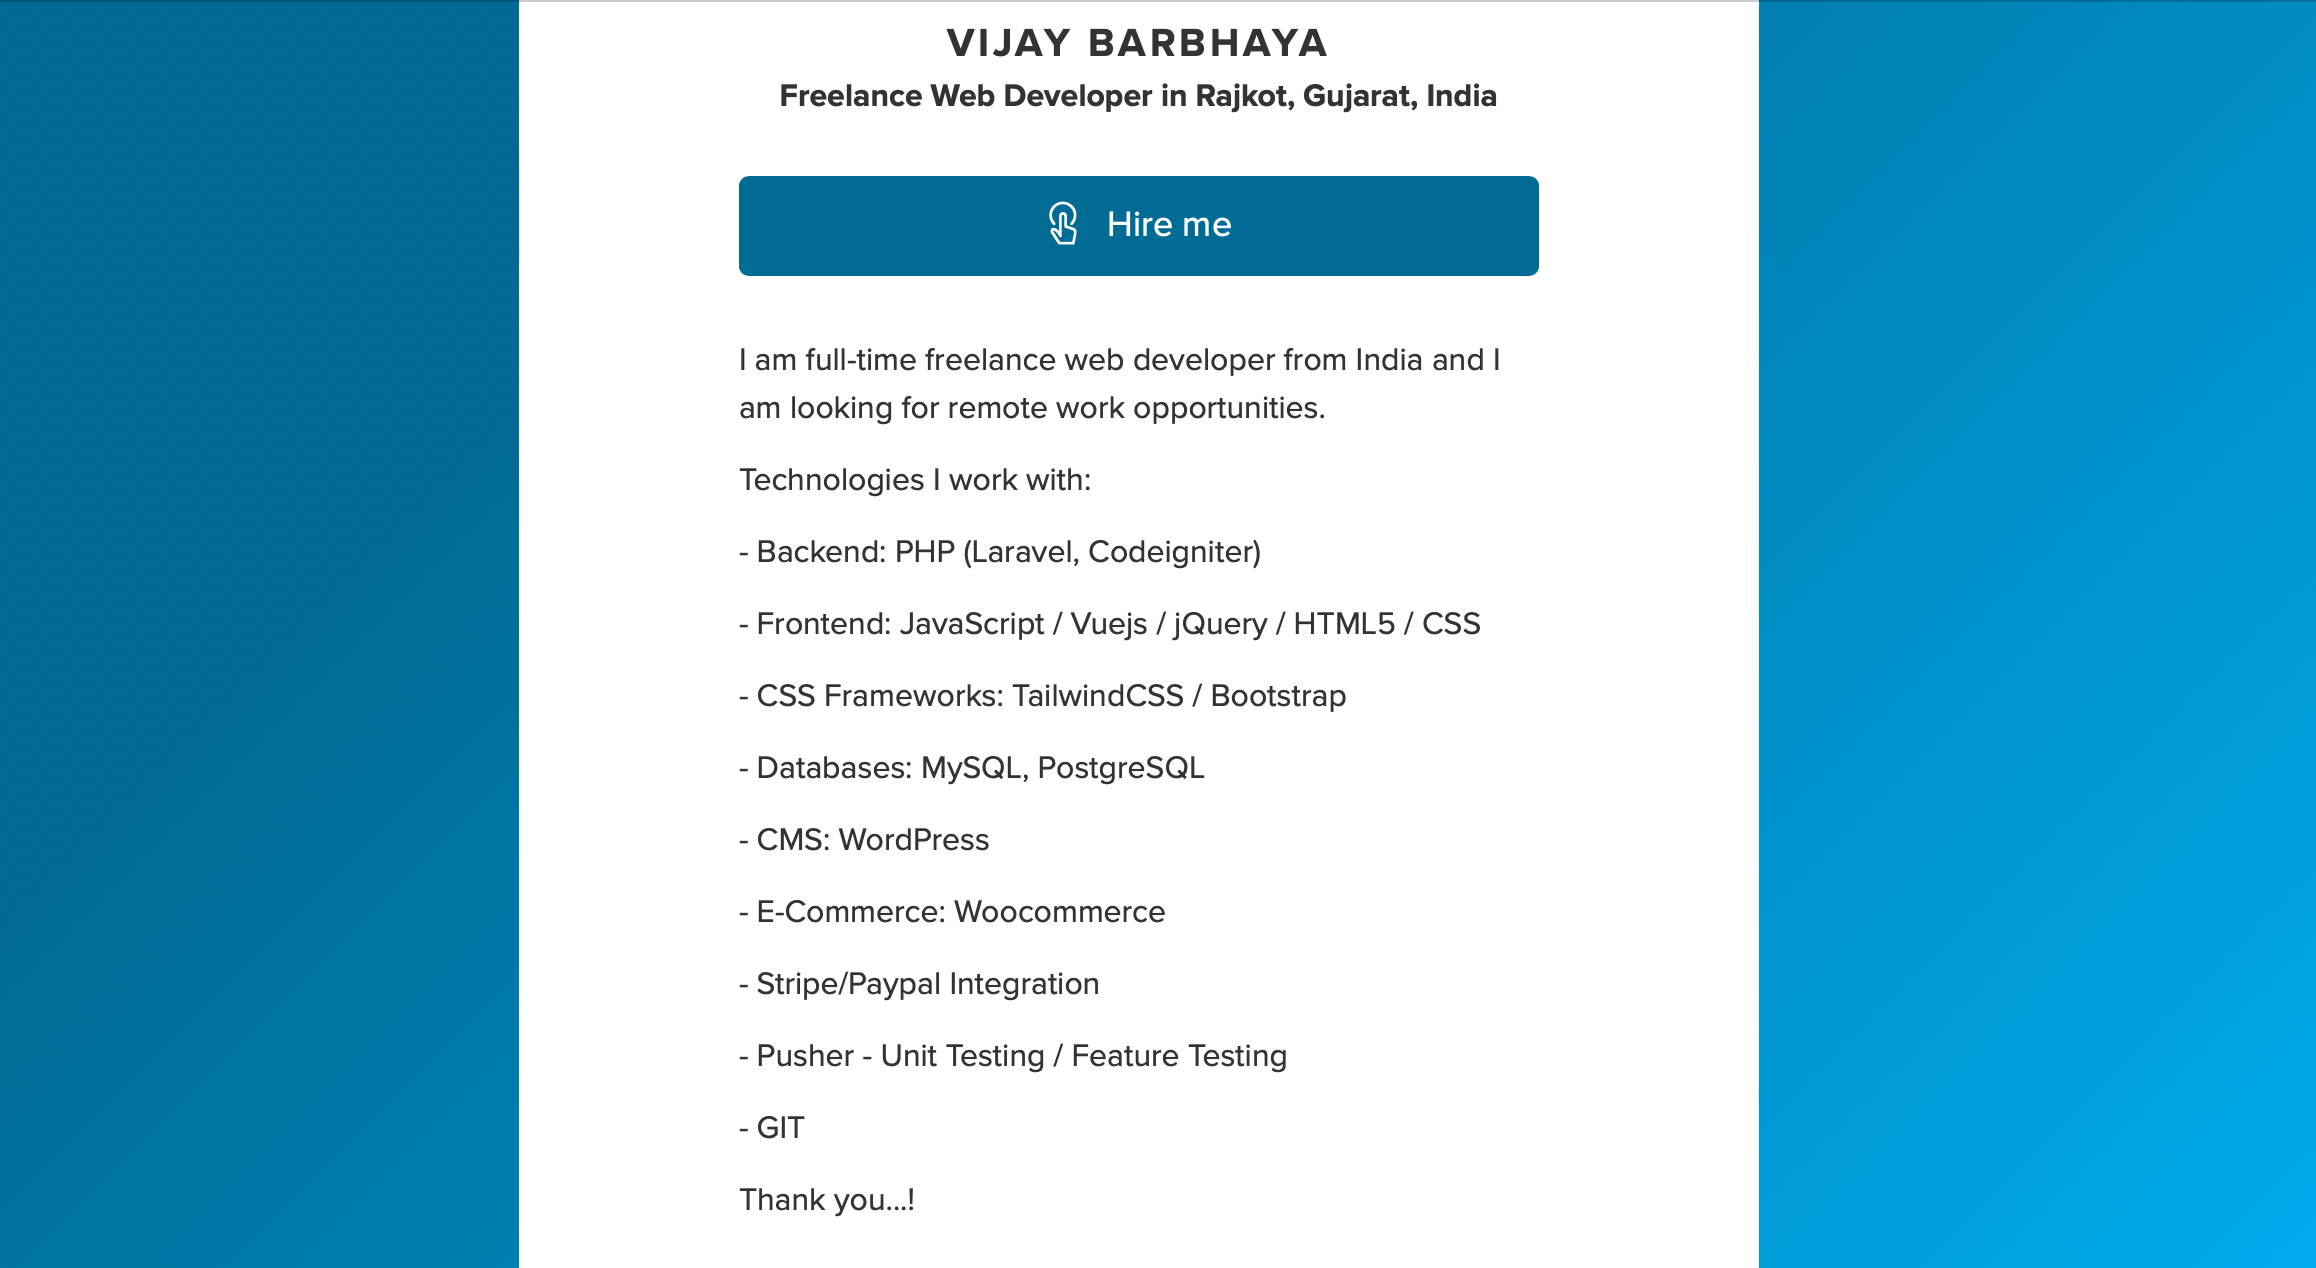 VIJAY BARBHAYA
Freelance Web Developer in Rajkot, Gujarat, India
Hire me
I am full-time freelance web developer from India and I
am looking for remote work opportunities.
Technologies I work with:
- Backend: PHP (Laravel, Codeigniter)
- Frontend: JavaScript / Vuejs / jQuery / HTML5 / CSS
- CSS Frameworks: TailwindCSS / Bootstrap
- Databases: MySQL, PostgreSQL
- CMS: WordPress
- E-Commerce: Woocommerce
- Stripe/Paypal Integration
- Pusher - Unit Testing / Feature Testing
- GIT
Thank you...!